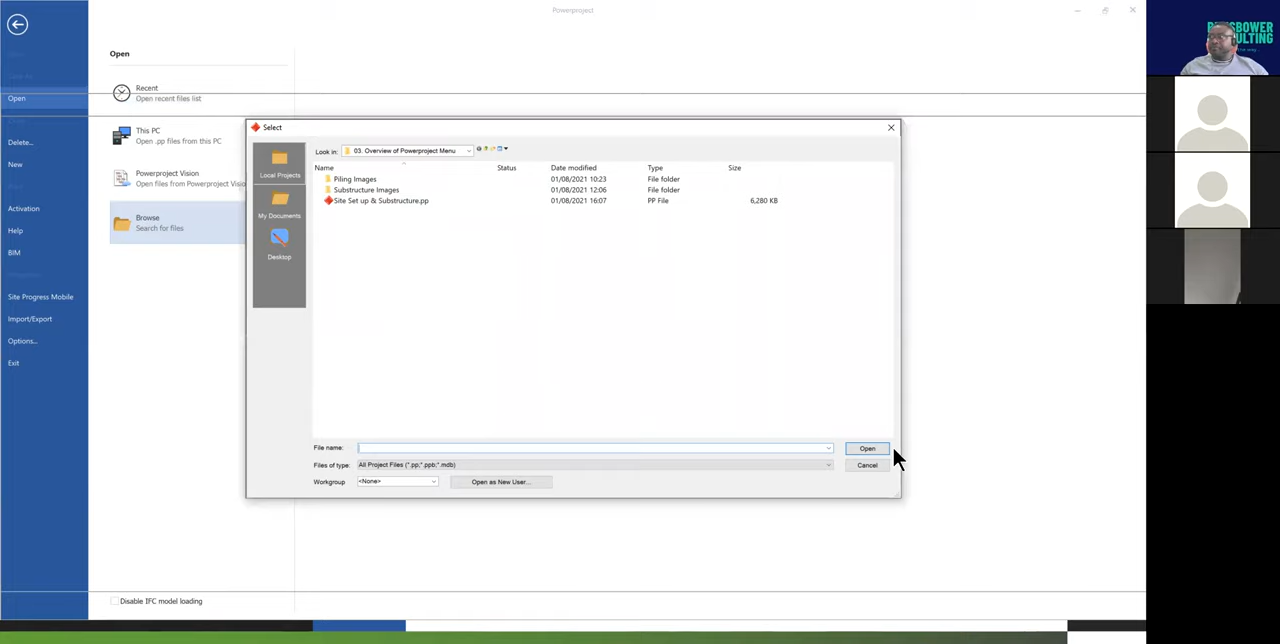 Powerproject
Open
Recent
Open recent files list
This PC
Open .pp files from this PC
Powerproject Vision
Open files from Powerproject Visio
Browse
Search for files
Open
Delete...
New
Activation
Help
BIM
Site Progress Mobile
Import/Export
Options...
Exit
Disable IFC model loading
Select
Look in: 03. Overview of Powerproject Menu
Local Projects
My Documents
Desktop
Name Status Date modified Type Size
Piling Images 01/08/2021 10:23 File folder
Substructure Images 01/08/2021 12:06 File folder
Site Set up & Substructure.pp 01/08/2021 16:07 PP File 6,280 KB
File name: Open
Files of type: All Project Files (*.pp;*.ppb;*.mdb) Cancel
Workgroup <None> Open as New User...